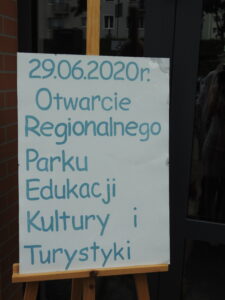 29.06.2020r.
Otwarcie
Regionalnego
Parku
Edukacji
Kultury i
Turystyki